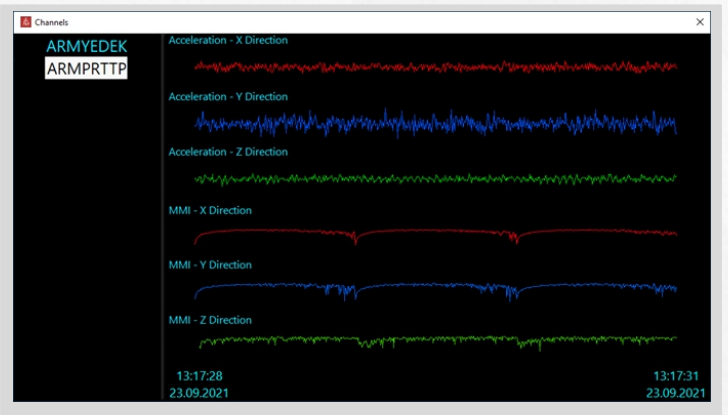 Channels
ARMYEDEK
ARMPRTTP
Acceleration - X Direction
Acceleration - Y Direction
Acceleration - Z Direction
MMI - X Direction
MMI - Y Direction
MMI - Z Direction
13:17:28
23.09.2021
13:17:31
23.09.2021